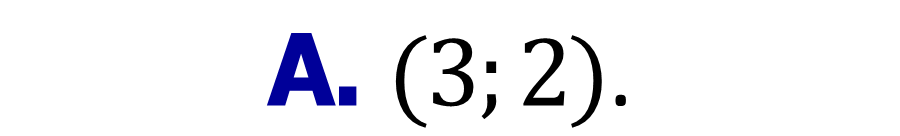 A. (3; 2).